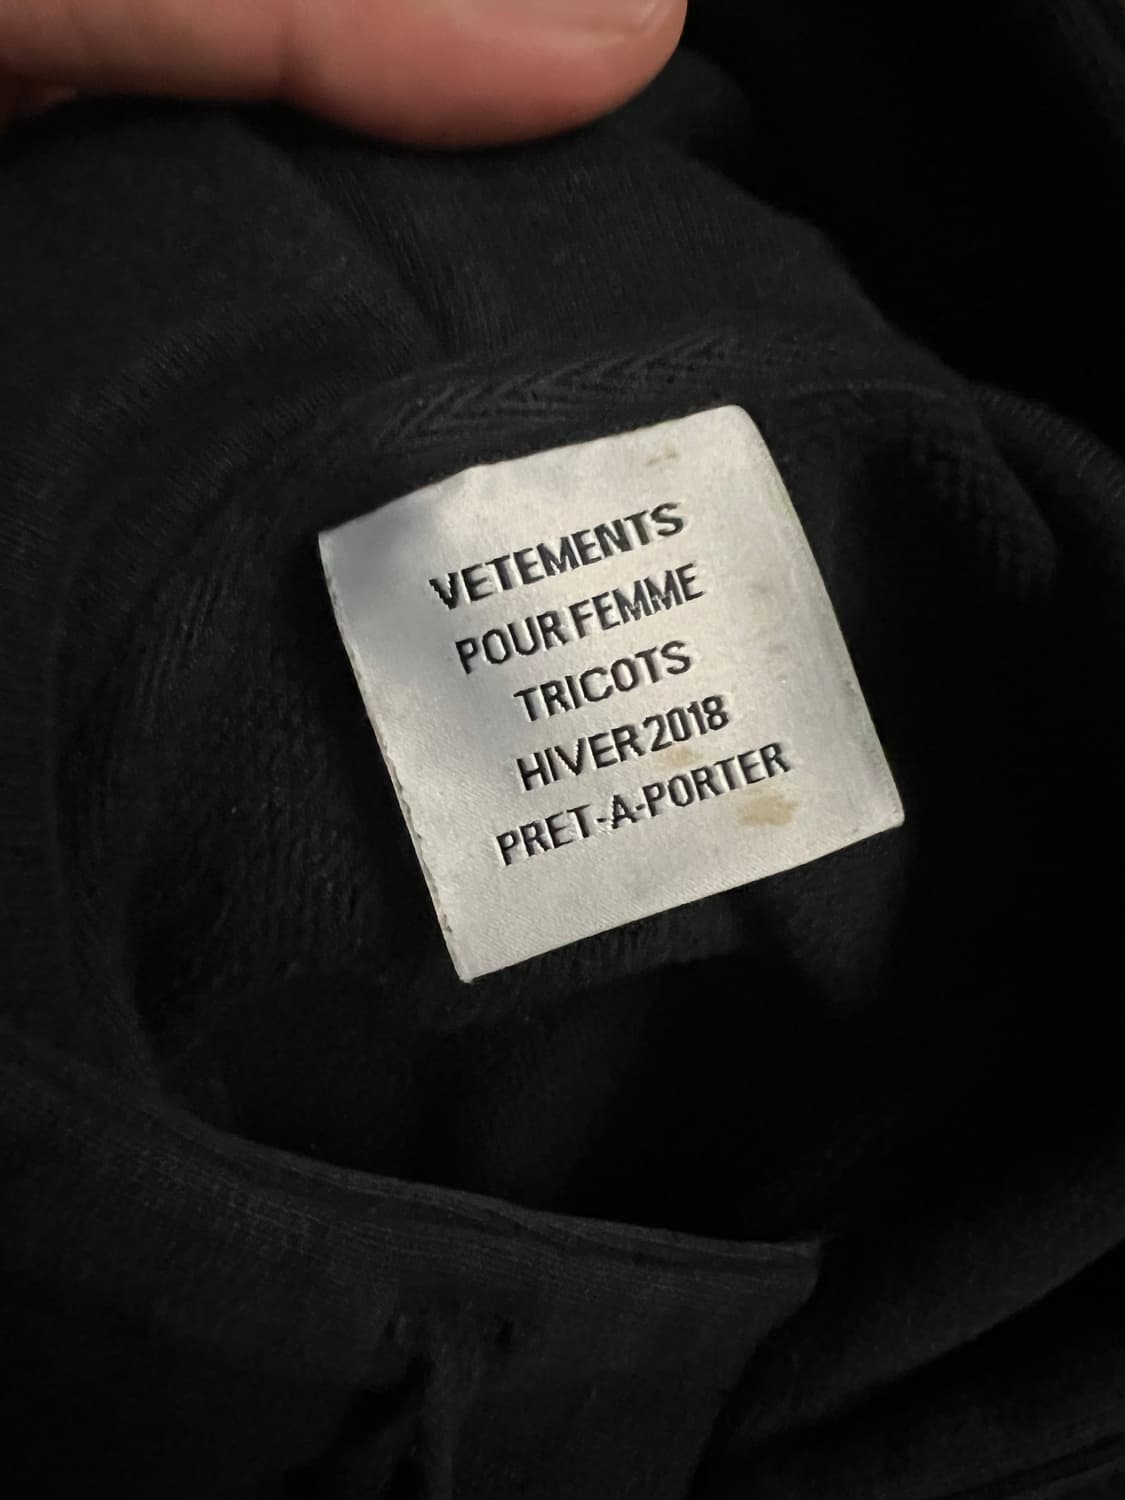 VETEMENTS
POUR FEMME
TRICOTS
HIVER 2018
PRET-A-PORTER